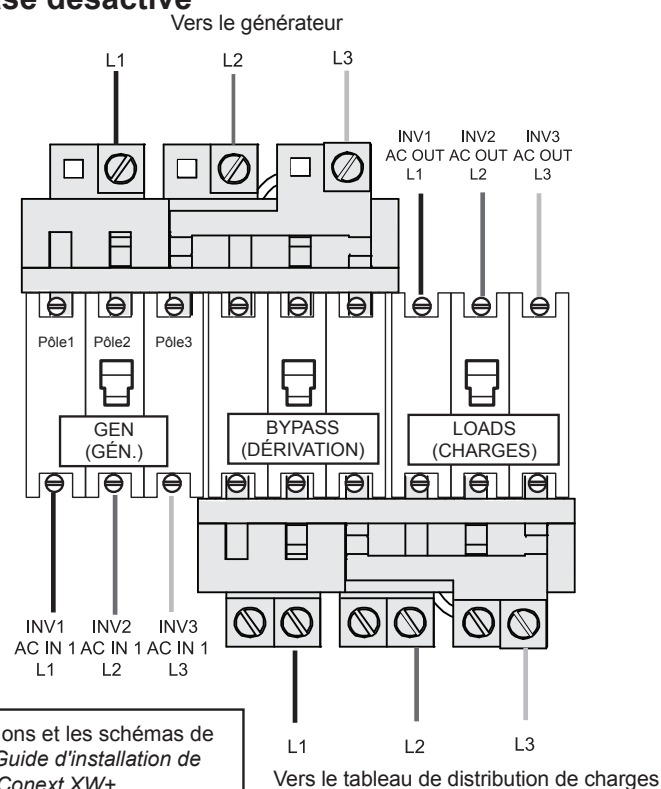 désactivé
Vers le générateur
L1 L2 L3
INV1 INV2 INV3
AC OUT AC OUT AC OUT
L1 L2 L3
Pôle1 Pôle2 Pôle3
GEN
(GÉN.)
BYPASS
(DÉRIVATION)
LOADS
(CHARGES)
INV1 INV2 INV3
AC IN 1 AC IN 1 AC IN 1
L1 L2 L3
ons et les schémas de
Guide d'installation de
Conext XW+
L1 L2 L3
Vers le tableau de distribution de charges